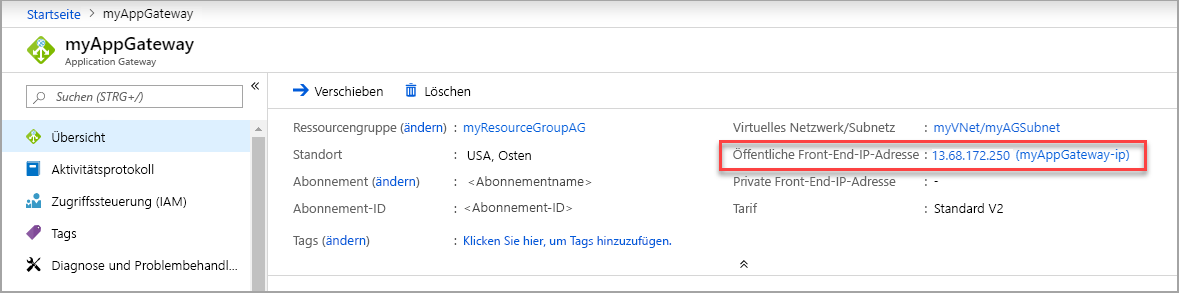 Startseite > myAppGateway
myAppGateway
Application Gateway
Suchen (STRG+/)
«
Übersicht
Aktivitätsprotokoll
Zugriffssteuerung (IAM)
Tags
Diagnose und Problembehandl...
Verschieben
Löschen
Ressourcengruppe (ändern) : myResourceGroupAG
Standort : USA, Osten
Abonnement (ändern) : <Abonnementname>
Abonnement-ID : <Abonnement-ID>
Tags (ändern) : Klicken Sie hier, um Tags hinzuzufügen.
Virtuelles Netzwerk/Subnetz : myVNet/myAGSubnet
Öffentliche Front-End-IP-Adresse : 13.68.172.250 (myAppGateway-ip)
Private Front-End-IP-Adresse : -
Tarif : Standard V2